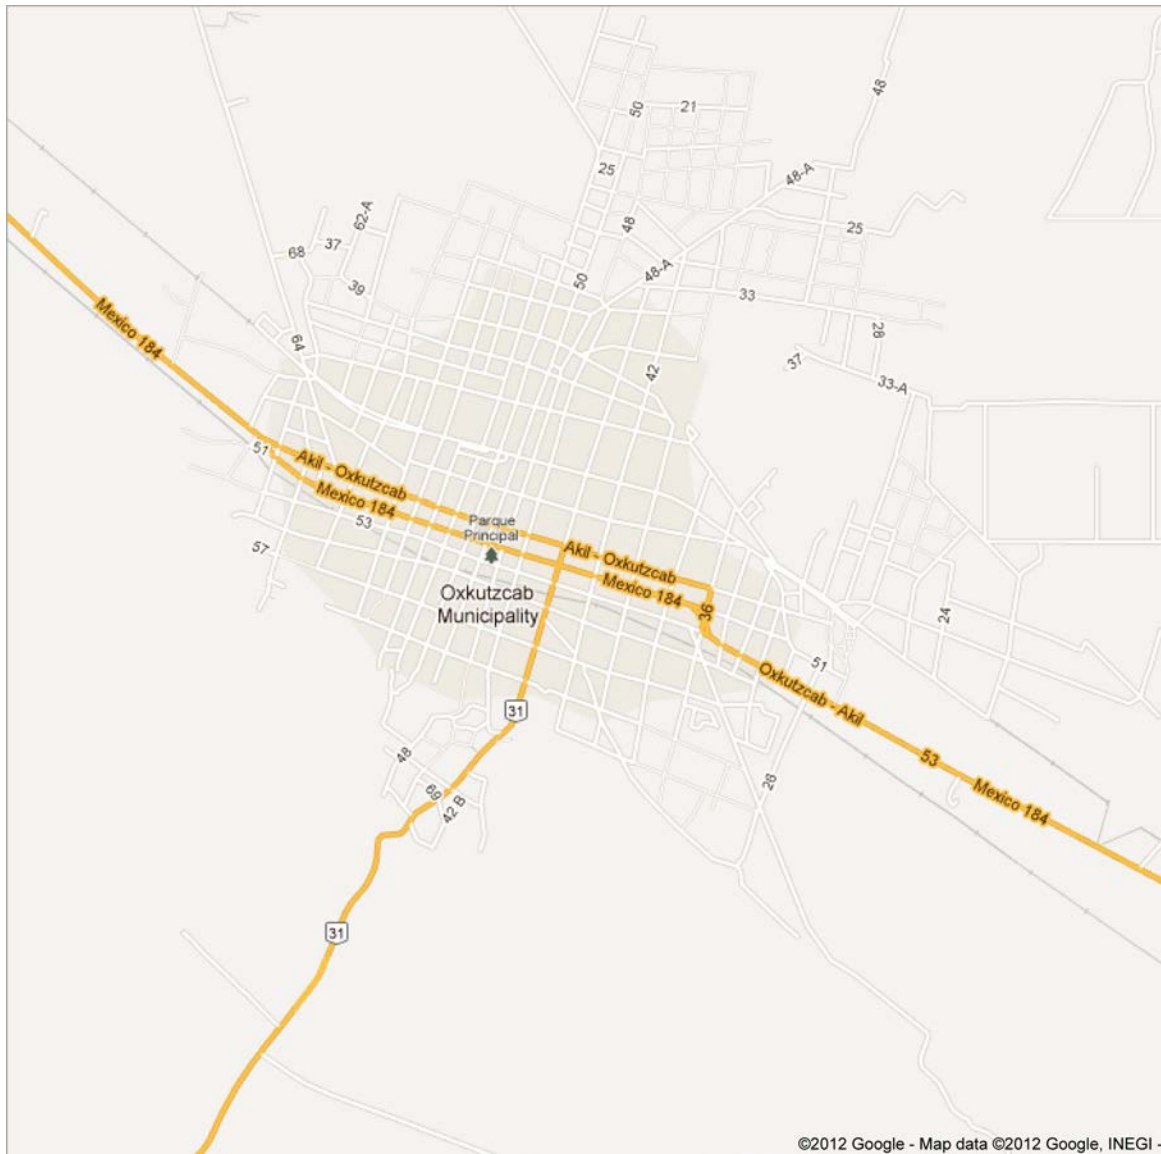 48
21
50
25
48-A
62-A
48
25
37
68
48-A
50
33
39
Mexico 184
28
64
37
42
33-A
51
Akil - Oxkutzcab
Mexico 184
53
Parque
Principal
57
Akil - Oxkutzcab
Mexico 184
Oxkutzcab
Municipality
36
24
51
Oxkutzcab - Akil
31
48
53
28
69
Mexico 184
42 B
31
©2012 Google - Map data ©2012 Google, INEGI -